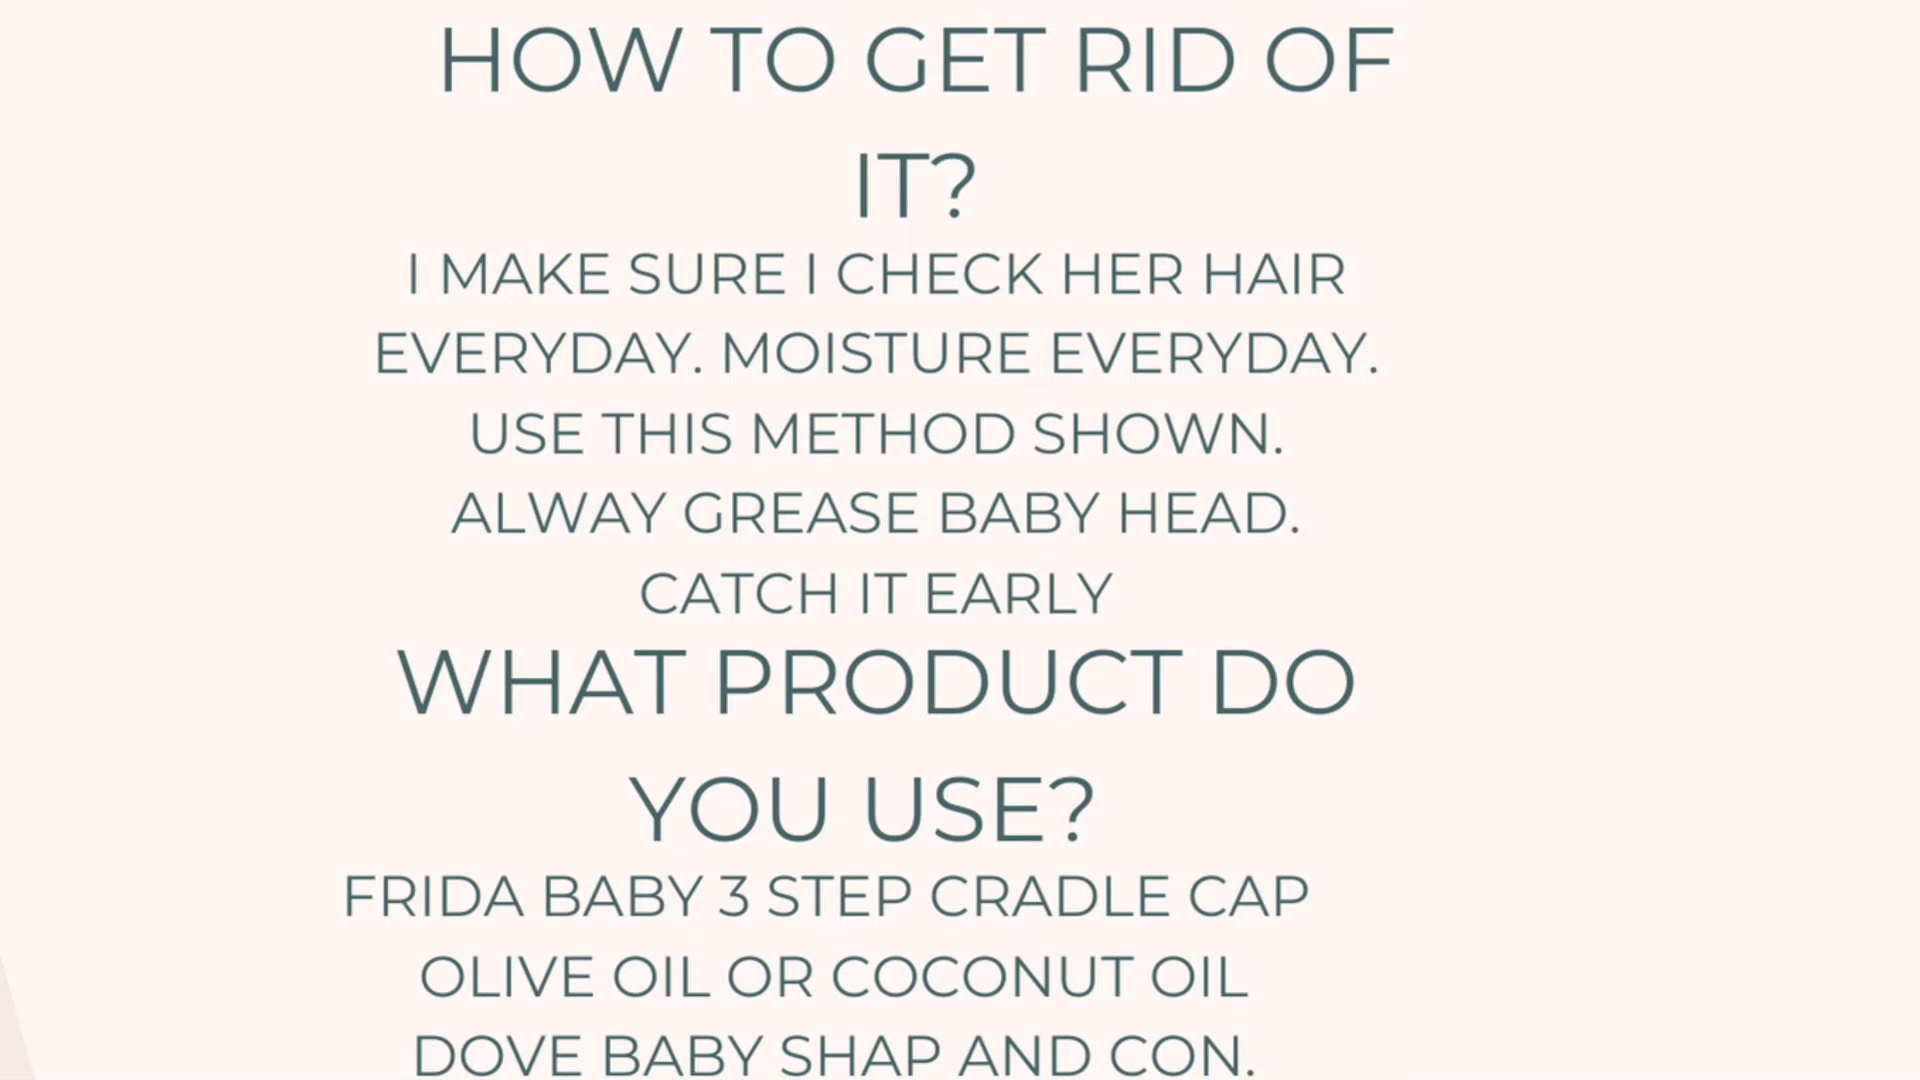 HOW TO GET RID OF
IT?
I MAKE SURE I CHECK HER HAIR
EVERYDAY. MOISTURE EVERYDAY.
USE THIS METHOD SHOWN.
ALWAY GREASE BABY HEAD.
CATCH IT EARLY
WHAT PRODUCT DO
YOU USE?
FRIDA BABY 3 STEP CRADLE CAP
OLIVE OIL OR COCONUT OIL
DOVE BABY SHAP AND CON.